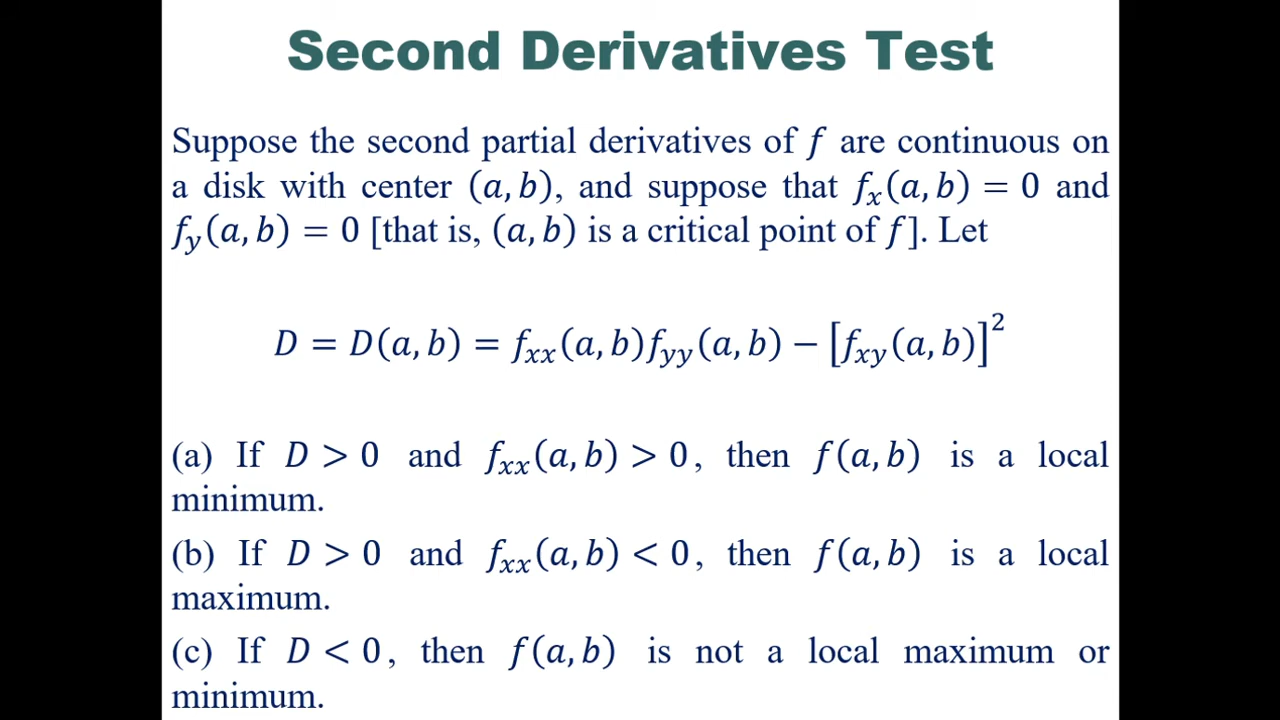 Second Derivatives Test
Suppose the second partial derivatives of f are continuous on
a disk with center (a, b), and suppose that fₓ(a, b) = 0 and
f_y(a, b) = 0 [that is, (a, b) is a critical point of f]. Let
D = D(a, b) = f_xx(a, b)f_yy(a, b) − [f_xy(a, b)]²
(a) If D > 0 and f_xx(a, b) > 0, then f(a, b) is a local
minimum.
(b) If D > 0 and f_xx(a, b) < 0, then f(a, b) is a local
maximum.
(c) If D < 0, then f(a, b) is not a local maximum or
minimum.